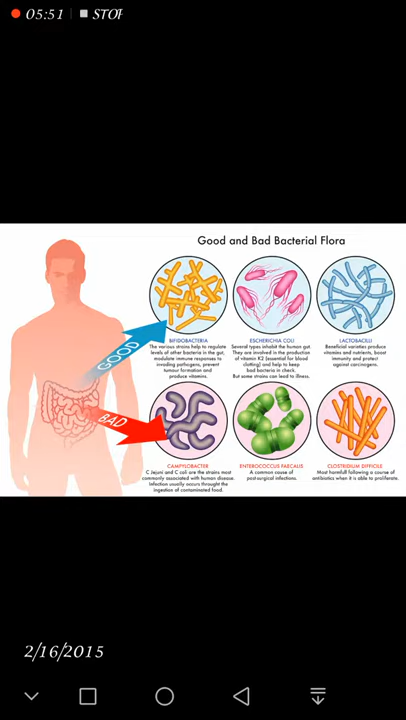 05:51 STOP
Good and Bad Bacterial Flora
GOOD
BIFIDOBACTERIA
The various strains help to regulate
levels of other bacteria in the gut,
modulate immune responses to
invading pathogens, prevent
tumour formation and
produce vitamins.
ESCHERICHIA COLI
Several types inhabit the human gut.
They are involved in the production
of vitamin K2 (essential for blood
clotting) and help to keep
bad bacteria in check.
But some strains can lead to illness.
LACTOBACILLI
Beneficial varieties produce
vitamins and nutrients, boost
immunity and protect
against carcinogens.
BAD
CAMPYLOBACTER
C Jejuni and C coli are the strains most
commonly associated with human disease.
Infection usually occurs throught the
ingestion of contaminated food.
ENTEROCOCCUS FAECALIS
A common cause of
post-surgical infections.
CLOSTRIDIUM DIFFICILE
Most harmfull following a course of
antibiotics when it is able to proliferate.
2/16/2015